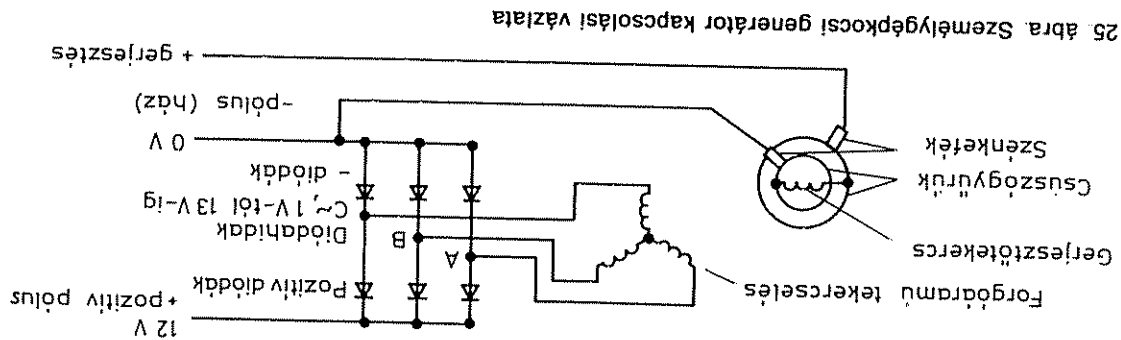 12 V
+ pozitív pólus
Pozitív diódák
Forgóáramú tekercselés
A
B
Diódahidak
C~, 1 V-tól 13 V-ig
- diódák
0 V
-pólus (ház)
+ gerjesztés
Gerjesztőtekercs
Csúszógyűrűk
Szénkefék
25. ábra. Személygépkocsi generátor kapcsolási vázlata